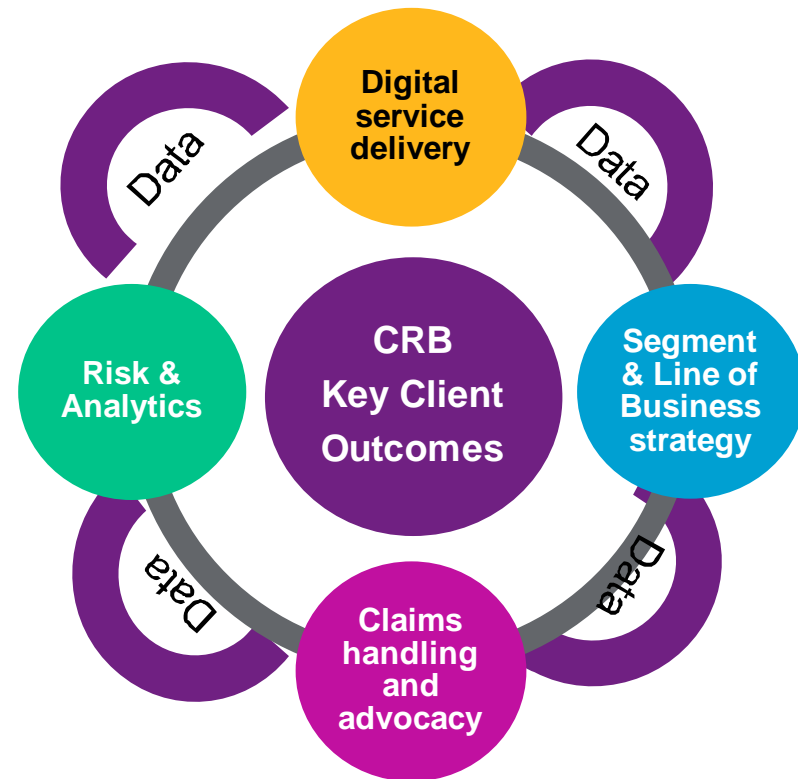 Digital
service
delivery
Data
Data
Risk &
Analytics
CRB
Key Client
Outcomes
Segment
& Line of
Business
strategy
Data
Data
Claims
handling
and
advocacy